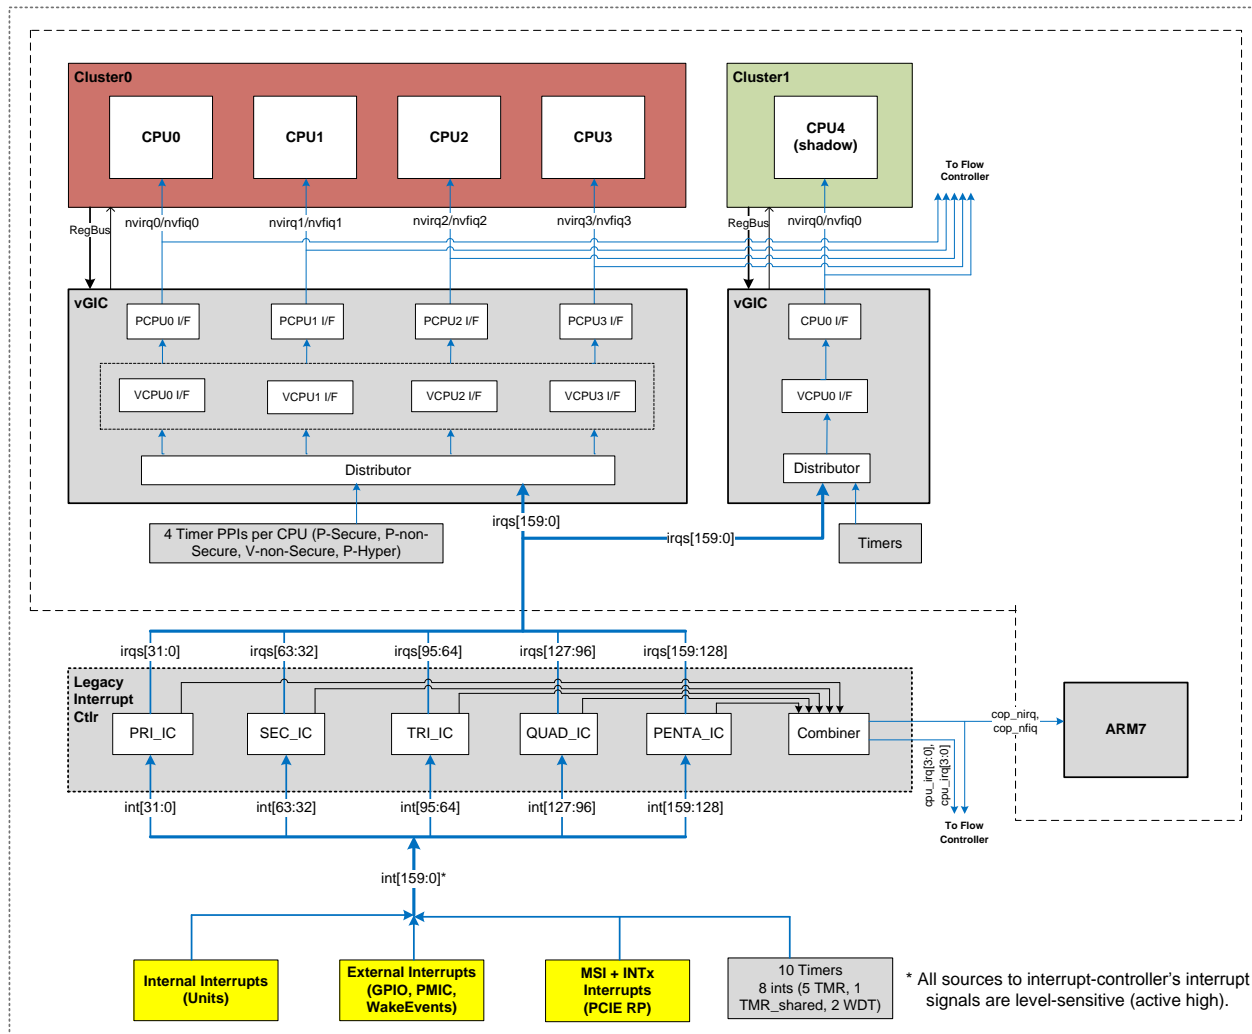 Cluster0
CPU0
CPU1
CPU2
CPU3
Cluster1
CPU4
(shadow)
To Flow
Controller
RegBus
nvirq0/nvfiq0
nvirq1/nvfiq1
nvirq2/nvfiq2
nvirq3/nvfiq3
RegBus
nvirq0/nvfiq0
vGIC
PCPU0 I/F
PCPU1 I/F
PCPU2 I/F
PCPU3 I/F
VCPU0 I/F
VCPU1 I/F
VCPU2 I/F
VCPU3 I/F
Distributor
vGIC
CPU0 I/F
VCPU0 I/F
Distributor
4 Timer PPIs per CPU (P-Secure, P-non-
Secure, V-non-Secure, P-Hyper)
irqs[159:0]
irqs[159:0]
Timers
irqs[31:0]
irqs[63:32]
irqs[95:64]
irqs[127:96]
irqs[159:128]
Legacy
Interrupt
Ctlr
PRI_IC
SEC_IC
TRI_IC
QUAD_IC
PENTA_IC
Combiner
cop_nirq,
cop_nfiq
ARM7
cpu_irq[3:0],
cpu_irq[3:0]
To Flow
Controller
int[31:0]
int[63:32]
int[95:64]
int[127:96]
int[159:128]
int[159:0]*
Internal Interrupts
(Units)
External Interrupts
(GPIO, PMIC,
WakeEvents)
MSI + INTx
Interrupts
(PCIE RP)
10 Timers
8 ints (5 TMR, 1
TMR_shared, 2 WDT)
* All sources to interrupt-controller's interrupt
signals are level-sensitive (active high).